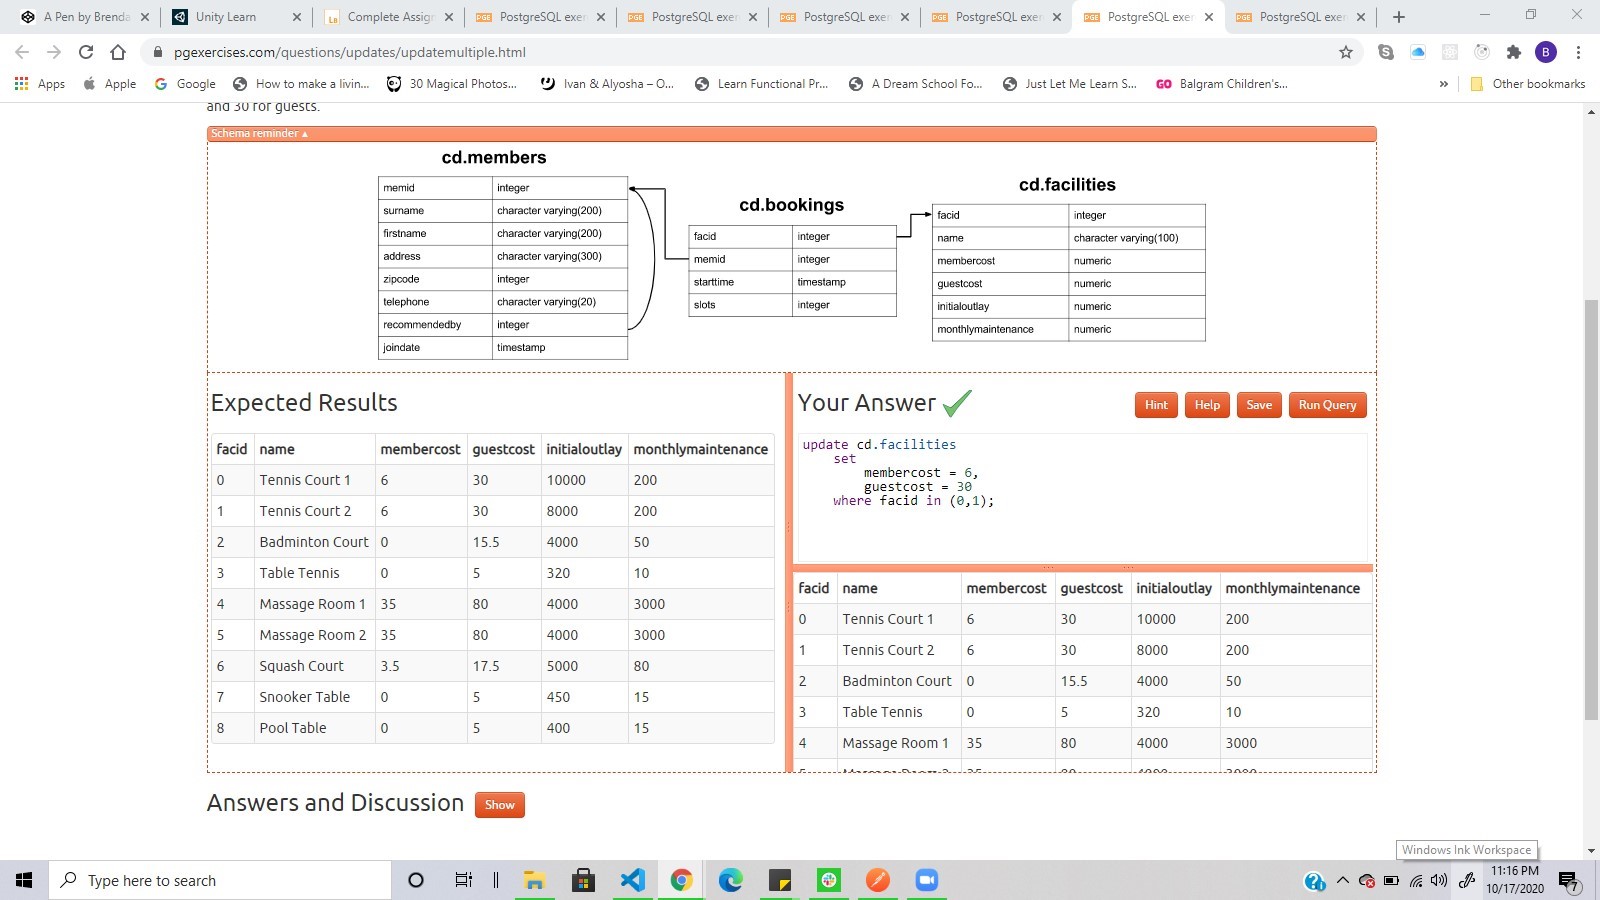 A Pen by Brenda
Unity Learn
Complete Assign
PostgreSQL exer
PostgreSQL exer
PostgreSQL exer
PostgreSQL exer
PostgreSQL exer
PostgreSQL exer
pgexercises.com/questions/updates/updatemultiple.html
B
Apps
Apple
Google
How to make a livin...
30 Magical Photos...
Ivan & Alyosha – O...
Learn Functional Pr...
A Dream School Fo...
Just Let Me Learn S...
GO Balgram Children's...
»
Other bookmarks
and 30 for guests.
Schema reminder ▴
cd.members
memid integer
surname character varying(200)
firstname character varying(200)
address character varying(300)
zipcode integer
telephone character varying(20)
recommendedby integer
joindate timestamp
cd.bookings
facid integer
memid integer
starttime timestamp
slots integer
cd.facilities
facid integer
name character varying(100)
membercost numeric
guestcost numeric
initialoutlay numeric
monthlymaintenance numeric
Expected Results
facid name membercost guestcost initialoutlay monthlymaintenance
0 Tennis Court 1 6 30 10000 200
1 Tennis Court 2 6 30 8000 200
2 Badminton Court 0 15.5 4000 50
3 Table Tennis 0 5 320 10
4 Massage Room 1 35 80 4000 3000
5 Massage Room 2 35 80 4000 3000
6 Squash Court 3.5 17.5 5000 80
7 Snooker Table 0 5 450 15
8 Pool Table 0 5 400 15
Your Answer
Hint Help Save Run Query
update cd.facilities
set
membercost = 6,
guestcost = 30
where facid in (0,1);
facid name membercost guestcost initialoutlay monthlymaintenance
0 Tennis Court 1 6 30 10000 200
1 Tennis Court 2 6 30 8000 200
2 Badminton Court 0 15.5 4000 50
3 Table Tennis 0 5 320 10
4 Massage Room 1 35 80 4000 3000
5 Massage Room 2 35 80 4000 3000
Answers and Discussion Show
Windows Ink Workspace
Type here to search
11:16 PM
10/17/2020
7